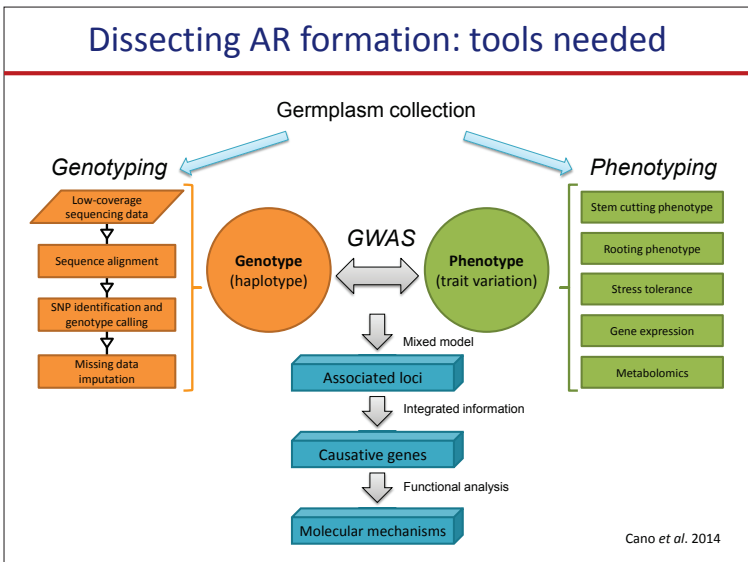 Dissecting AR formation: tools needed
Germplasm collection
Genotyping
Low-coverage
sequencing data
Sequence alignment
SNP identification and
genotype calling
Missing data
imputation
Genotype
(haplotype)
GWAS
Phenotype
(trait variation)
Phenotyping
Stem cutting phenotype
Rooting phenotype
Stress tolerance
Gene expression
Metabolomics
Mixed model
Associated loci
Integrated information
Causative genes
Functional analysis
Molecular mechanisms
Cano et al. 2014